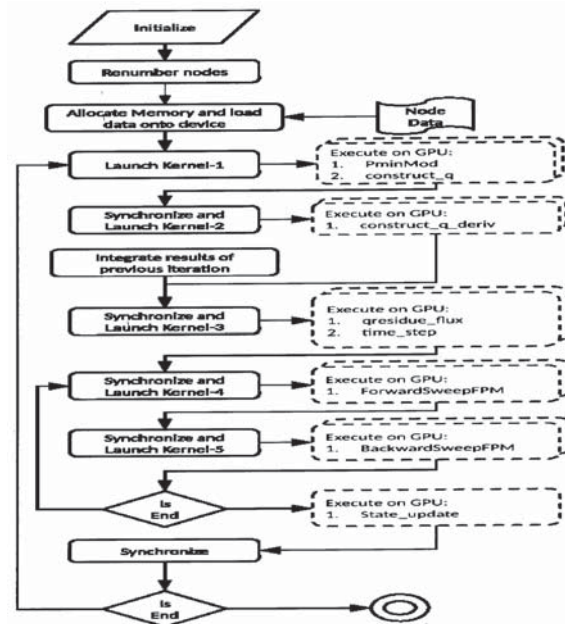 Initialize
Renumber nodes
Allocate Memory and load
data onto device
Node
Data
Launch Kernel-1
Execute on GPU:
1. PminMod
2. construct_q
Synchronize and
Launch Kernel-2
Execute on GPU:
1. construct_q_deriv
Integrate results of
previous iteration
Synchronize and
Launch Kernel-3
Execute on GPU:
1. qresidue_flux
2. time_step
Synchronize and
Launch Kernel-4
Execute on GPU:
1. ForwardSweepFPM
Synchronize and
Launch Kernel-5
Execute on GPU:
1. BackwardSweepFPM
Is
End
Execute on GPU:
1. State_update
Synchronize
Is
End